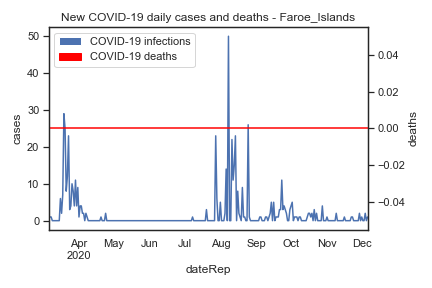 New COVID-19 daily cases and deaths - Faroe_Islands
COVID-19 infections
COVID-19 deaths
cases
50
40
30
20
10
0
deaths
0.04
0.02
0.00
−0.02
−0.04
Apr May Jun Jul Aug Sep Oct Nov Dec
2020
dateRep